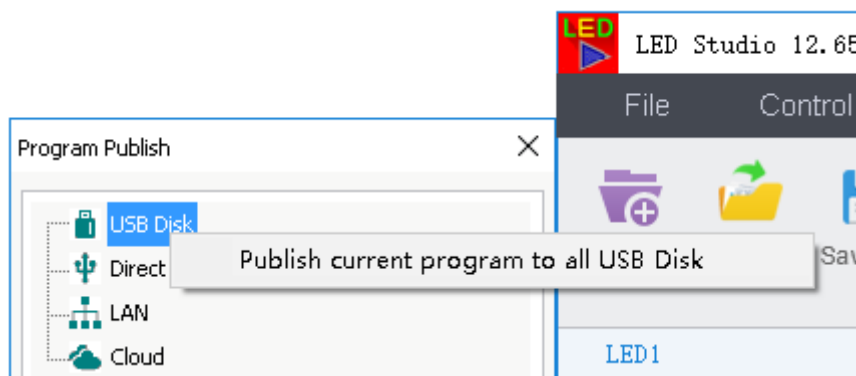 LED
LED Studio 12.65
File Control
Program Publish
USB Disk
Publish current program to all USB Disk
Direct
LAN
Cloud
LED1